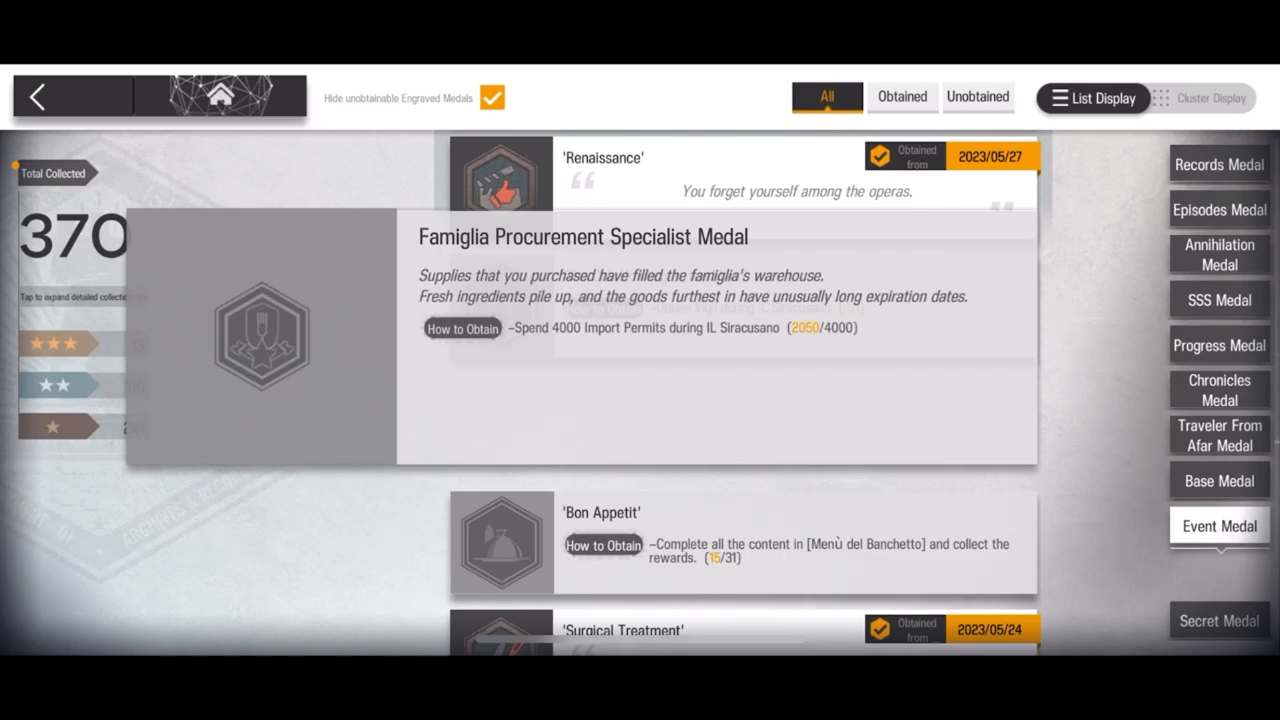 Hide unobtainable Engraved Medals
All
Obtained
Unobtained
List Display
Cluster Display
Total Collected
370
Tap to expand detailed collectio
'Renaissance'
Obtained from
2023/05/27
You forget yourself among the operas.
Famiglia Procurement Specialist Medal
Supplies that you purchased have filled the famiglia's warehouse.
Fresh ingredients pile up, and the goods furthest in have unusually long expiration dates.
How to Obtain
–Spend 4000 Import Permits during IL Siracusano (2050/4000)
'Bon Appetit'
How to Obtain
–Complete all the content in [Menù del Banchetto] and collect the
rewards. (15/31)
'Surgical Treatment'
Obtained from
2023/05/24
Records Medal
Episodes Medal
Annihilation
Medal
SSS Medal
Progress Medal
Chronicles
Medal
Traveler From
Afar Medal
Base Medal
Event Medal
Secret Medal